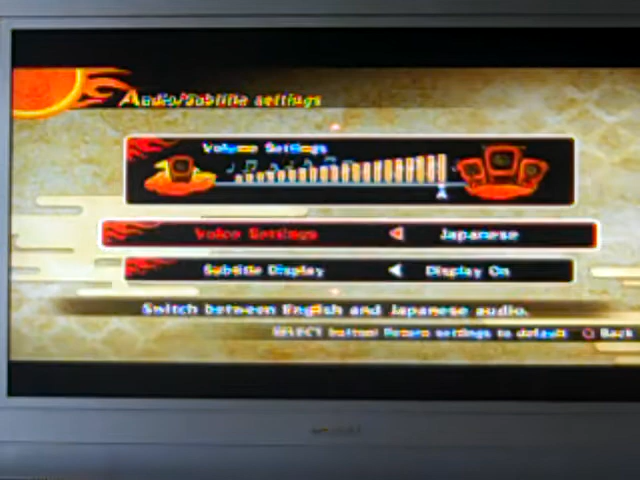 Audio/Subtitle settings
Volume Settings
Voice Settings Japanese
Subtitle Display Display On
Switch between English and Japanese audio.
SELECT button: Return settings to default Back